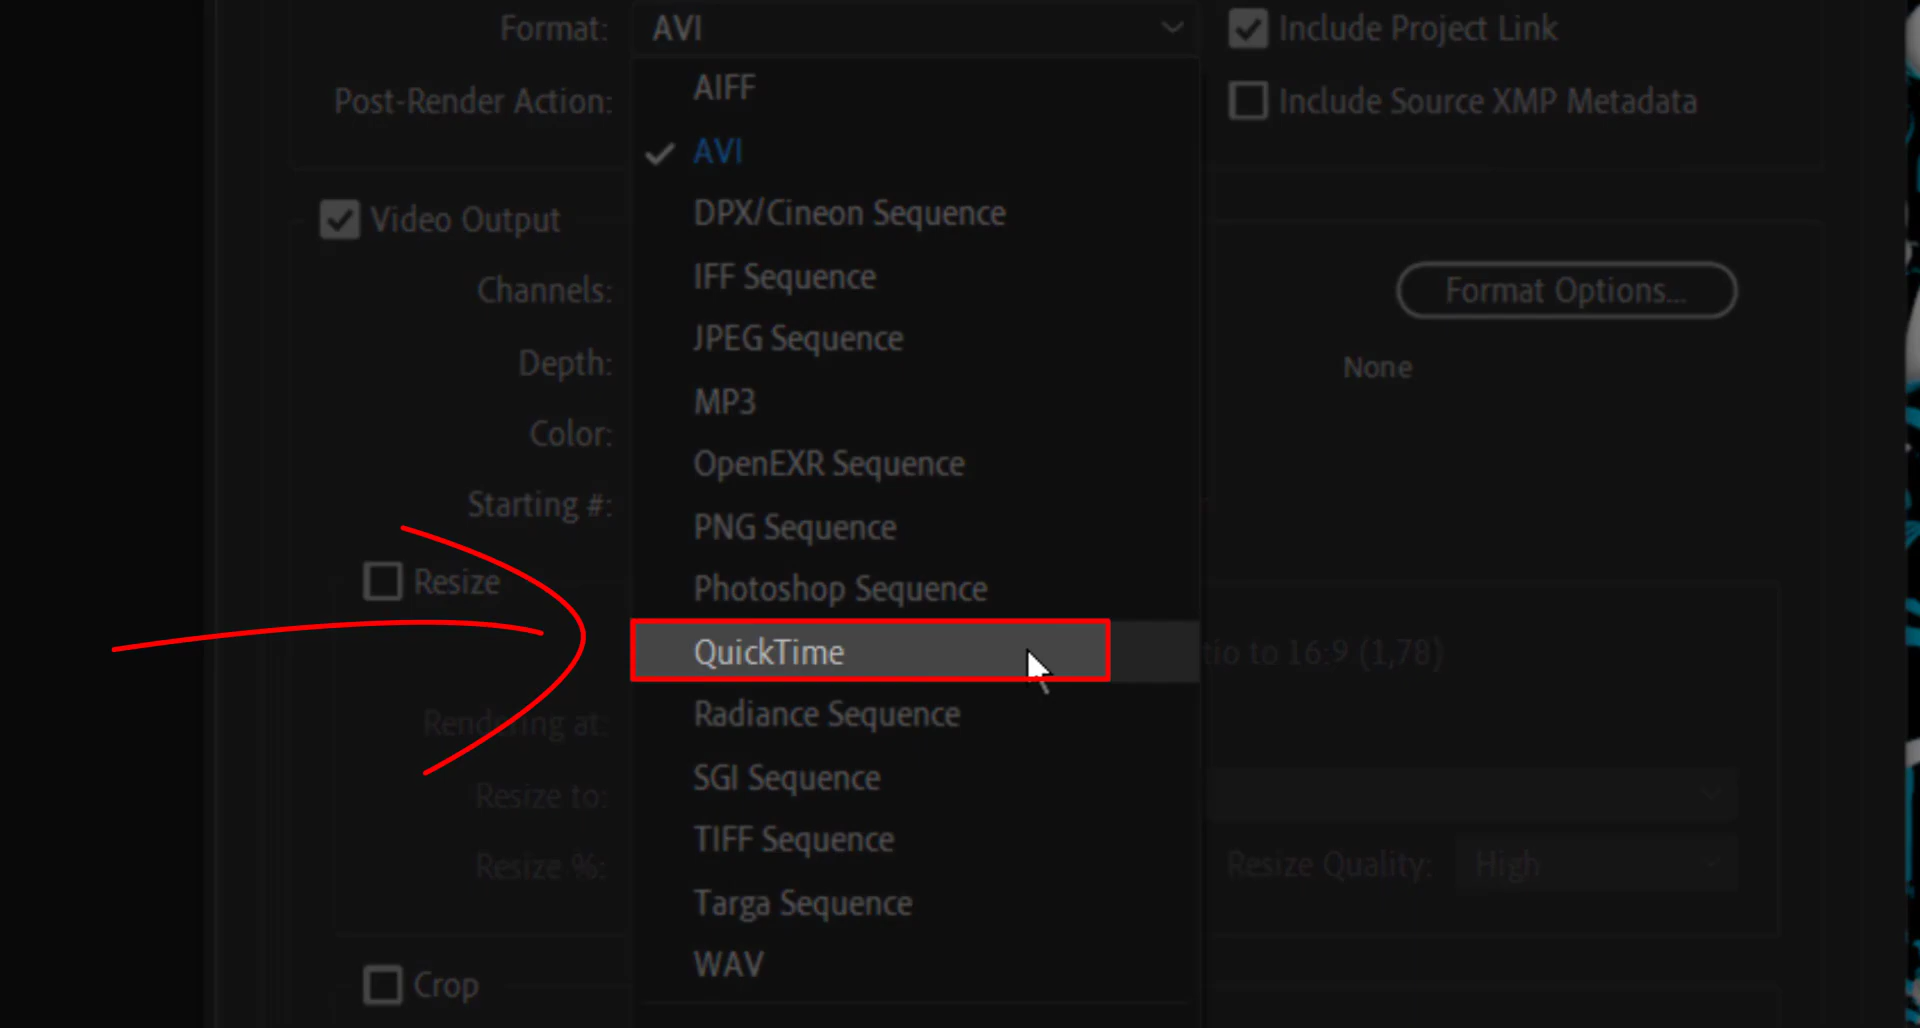 Format: AVI
Include Project Link
AIFF
Post-Render Action:
Include Source XMP Metadata
AVI
DPX/Cineon Sequence
Video Output
IFF Sequence
Channels:
Format Options...
JPEG Sequence
Depth:
None
MP3
Color:
OpenEXR Sequence
Starting #:
PNG Sequence
Resize
Photoshop Sequence
QuickTime
tio to 16:9 (1,78)
Rendering at:
Radiance Sequence
SGI Sequence
Resize to:
TIFF Sequence
Resize %:
Resize Quality: High
Targa Sequence
WAV
Crop